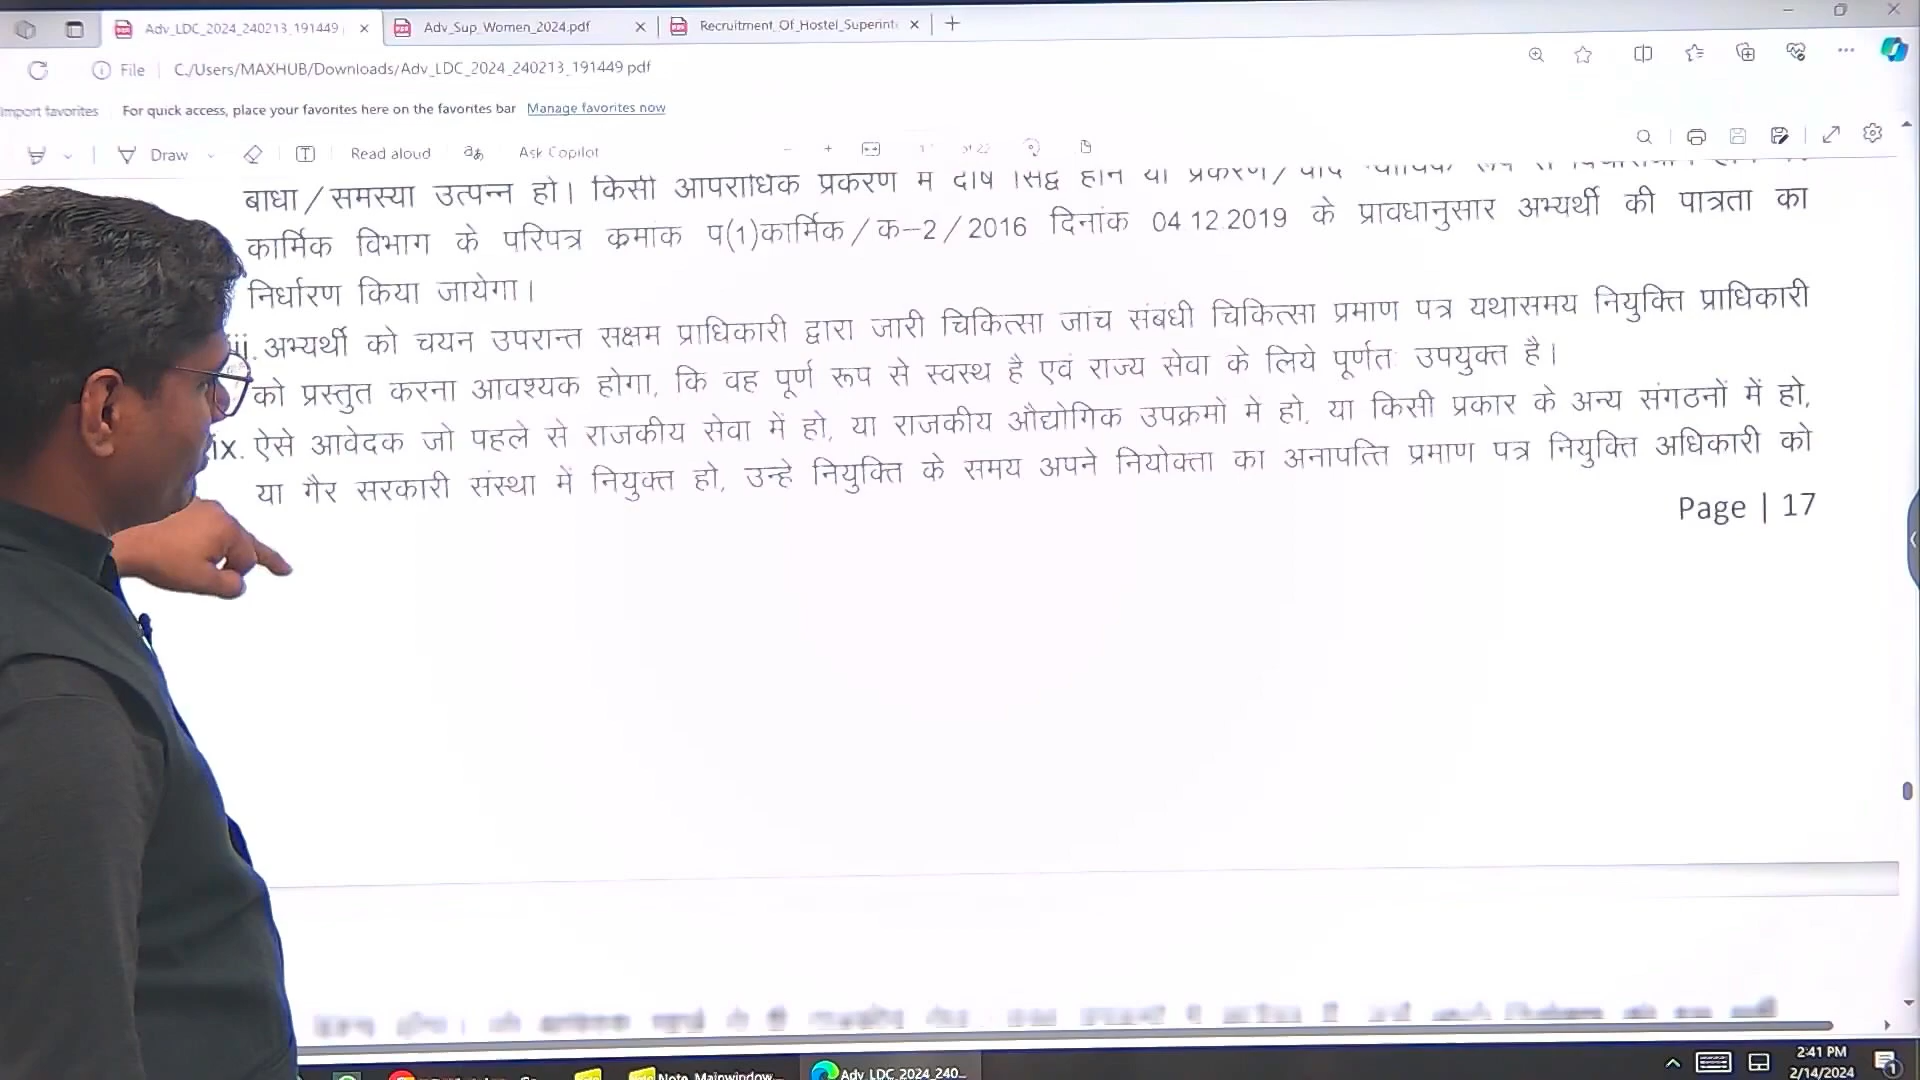 Adv_LDC_2024_240213_191449
Adv_Sup_Women_2024.pdf
Recruitment_Of_Hostel_Superint
File
C:/Users/MAXHUB/Downloads/Adv_LDC_2024_240213_191449.pdf
Import favorites
For quick access, place your favorites here on the favorites bar
Manage favorites now
Draw
Read aloud
Ask Copilot
बाधा/समस्या उत्पन्न हो। किसी आपराधिक प्रकरण में दोष सिद्ध होने या प्रकरण/
कार्मिक विभाग के परिपत्र कमांक प(1)कार्मिक/क–2/2016 दिनांक 04.12.2019 के प्रावधानुसार अभ्यर्थी की पात्रता का
निर्धारण किया जायेगा।
अभ्यर्थी को चयन उपरान्त सक्षम प्राधिकारी द्वारा जारी चिकित्सा जांच संबंधी चिकित्सा प्रमाण पत्र यथासमय नियुक्ति प्राधिकारी
को प्रस्तुत करना आवश्यक होगा, कि वह पूर्ण रूप से स्वस्थ है एवं राज्य सेवा के लिये पूर्णतः उपयुक्त है।
ix. ऐसे आवेदक जो पहले से राजकीय सेवा में हो, या राजकीय औद्योगिक उपक्रमों में हो, या किसी प्रकार के अन्य संगठनों में हो,
या गैर सरकारी संस्था में नियुक्त हो, उन्हे नियुक्ति के समय अपने नियोक्ता का अनापत्ति प्रमाण पत्र नियुक्ति अधिकारी को
Page | 17
Note_Mainwindow...
Adv_LDC_2024_240...
2:41 PM
2/14/2024